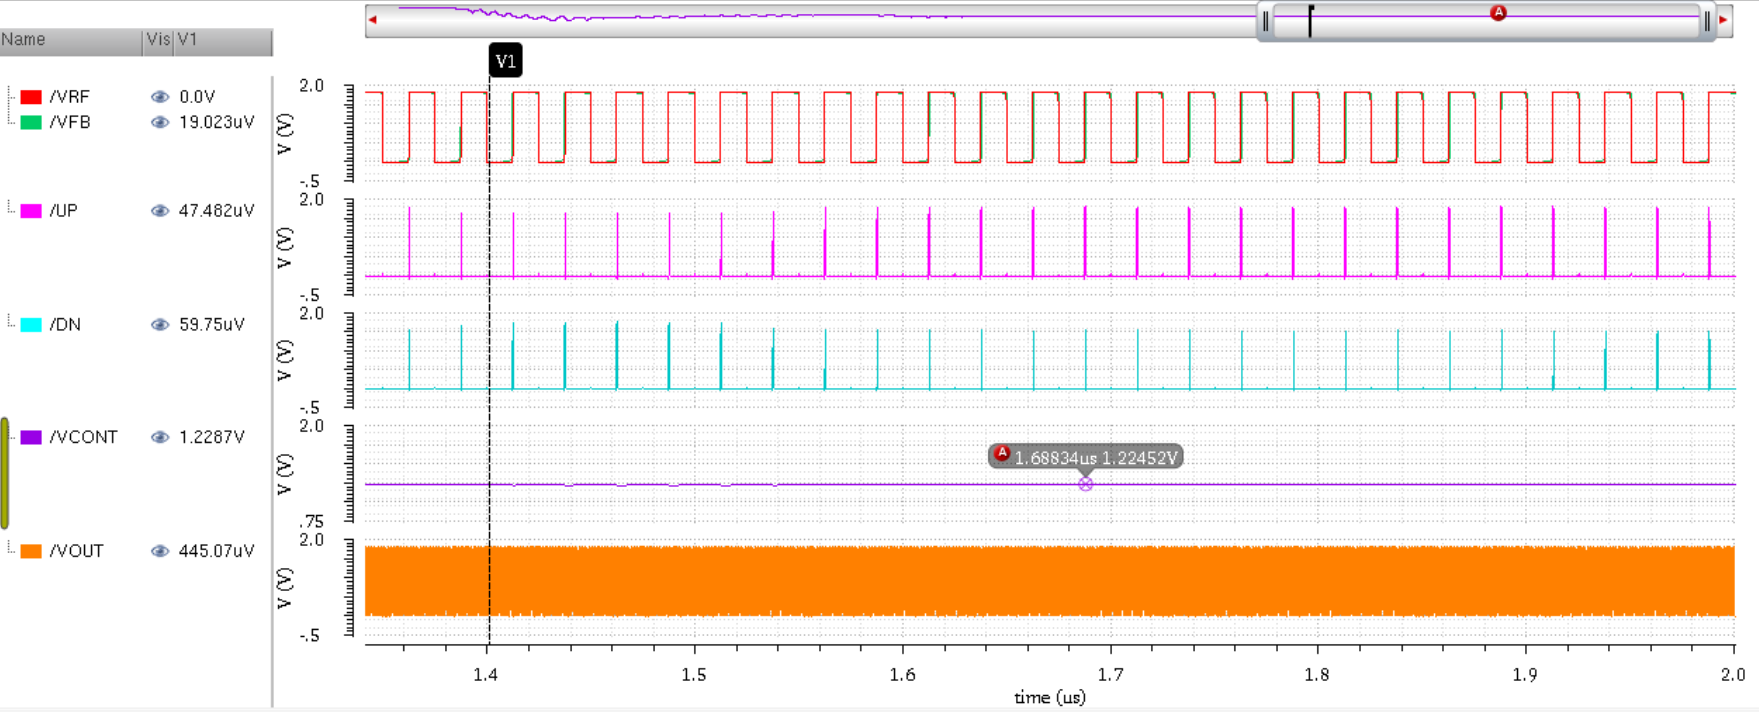 A
Name Vis V1
V1
/VRF 0.0V
/VFB 19.023uV
2.0
V (V)
-.5
/UP 47.482uV
2.0
V (V)
-.5
/DN 59.75uV
2.0
V (V)
-.5
/VCONT 1.2287V
2.0
V (V)
.75
A 1.68834us 1.22452V
/VOUT 445.07uV
2.0
V (V)
-.5
1.4 1.5 1.6 1.7 1.8 1.9 2.0
time (us)